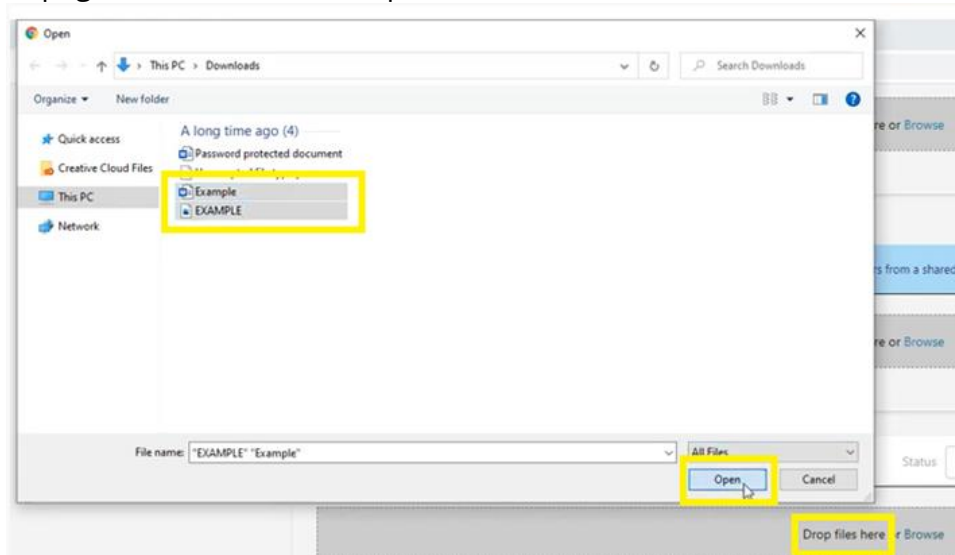 Open
This PC > Downloads
Search Downloads
Organize New folder
re or Browse
Quick access
A long time ago (4)
Password protected document
Creative Cloud Files
This PC
Example
EXAMPLE
Network
rs from a shared
re or Browse
File name: "EXAMPLE" "Example"
All Files
Status
Open Cancel
Drop files here or Browse